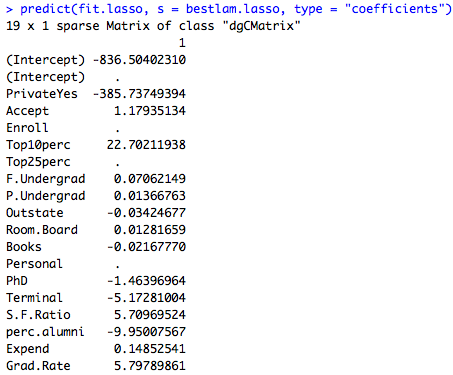 > predict(fit.lasso, s = bestlam.lasso, type = "coefficients")
19 x 1 sparse Matrix of class "dgCMatrix"
                       1
(Intercept) -836.50402310
(Intercept)    .
PrivateYes  -385.73749394
Accept         1.17935134
Enroll         .
Top10perc     22.70211938
Top25perc      .
F.Undergrad    0.07062149
P.Undergrad    0.01366763
Outstate      -0.03424677
Room.Board     0.01281659
Books         -0.02167770
Personal       .
PhD           -1.46396964
Terminal      -5.17281004
S.F.Ratio      5.70969524
perc.alumni   -9.95007567
Expend         0.14852541
Grad.Rate      5.79789861